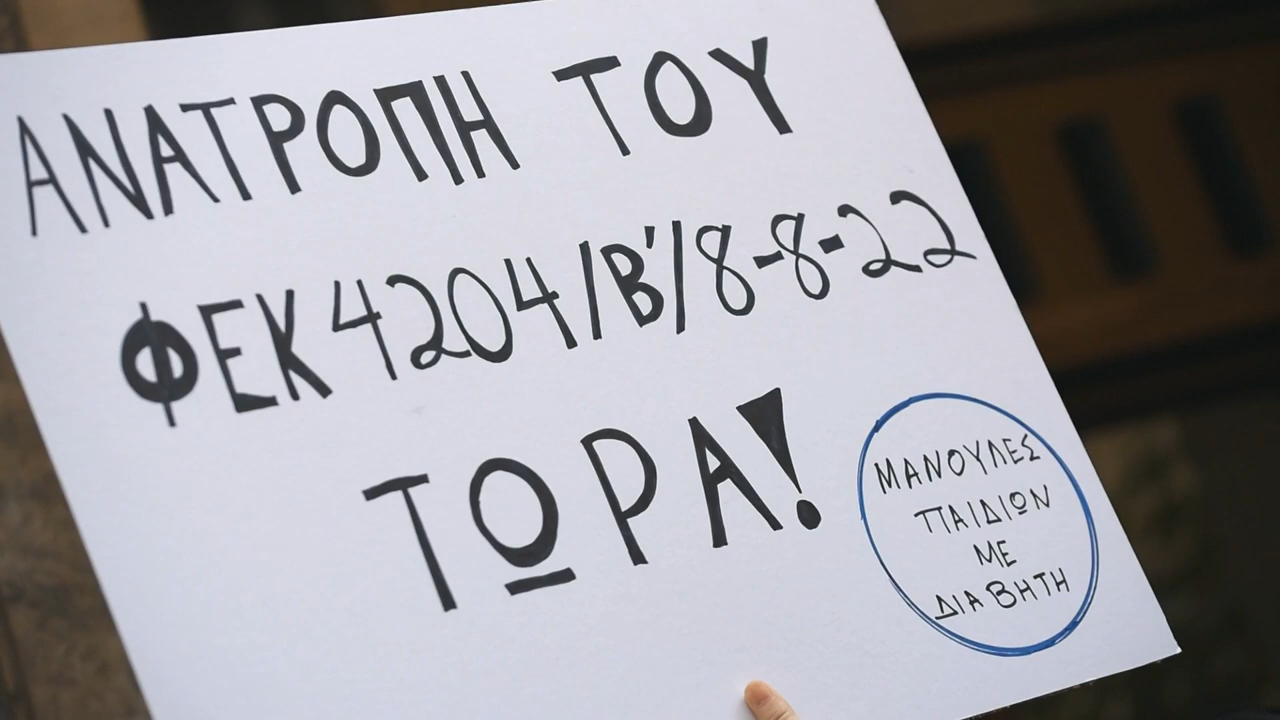 ΑΝΑΤΡΟΠΗ ΤΟΥ
ΦΕΚ 4204/Β'/8-8-22
ΤΩΡΑ!
ΜΑΝΟΥΛΕΣ
ΠΑΙΔΙΩΝ
ΜΕ
ΔΙΑΒΗΤΗ